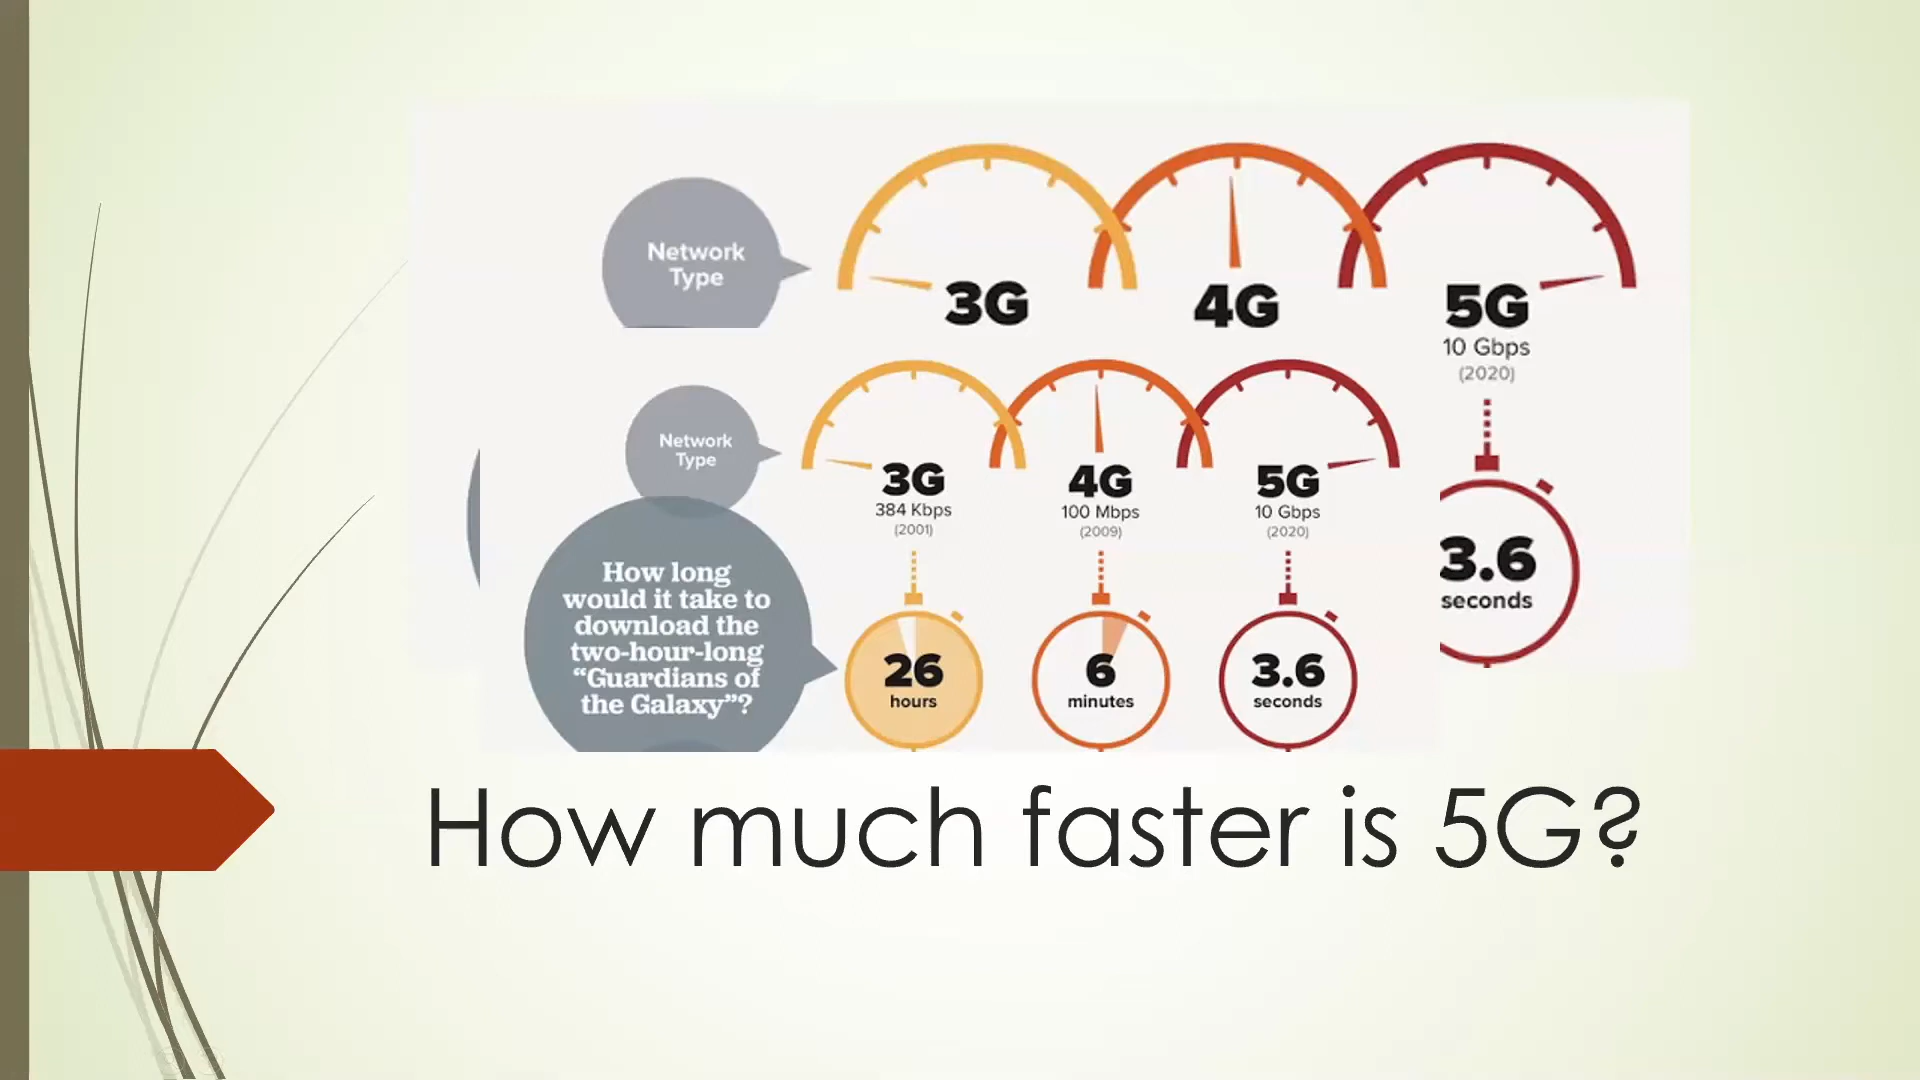 Network
Type
3G
4G
5G
10 Gbps
(2020)
3.6
seconds
Network
Type
3G
384 Kbps
(2001)
4G
100 Mbps
(2009)
5G
10 Gbps
(2020)
How long
would it take to
download the
two-hour-long
“Guardians of
the Galaxy”?
26
hours
6
minutes
3.6
seconds
How much faster is 5G?